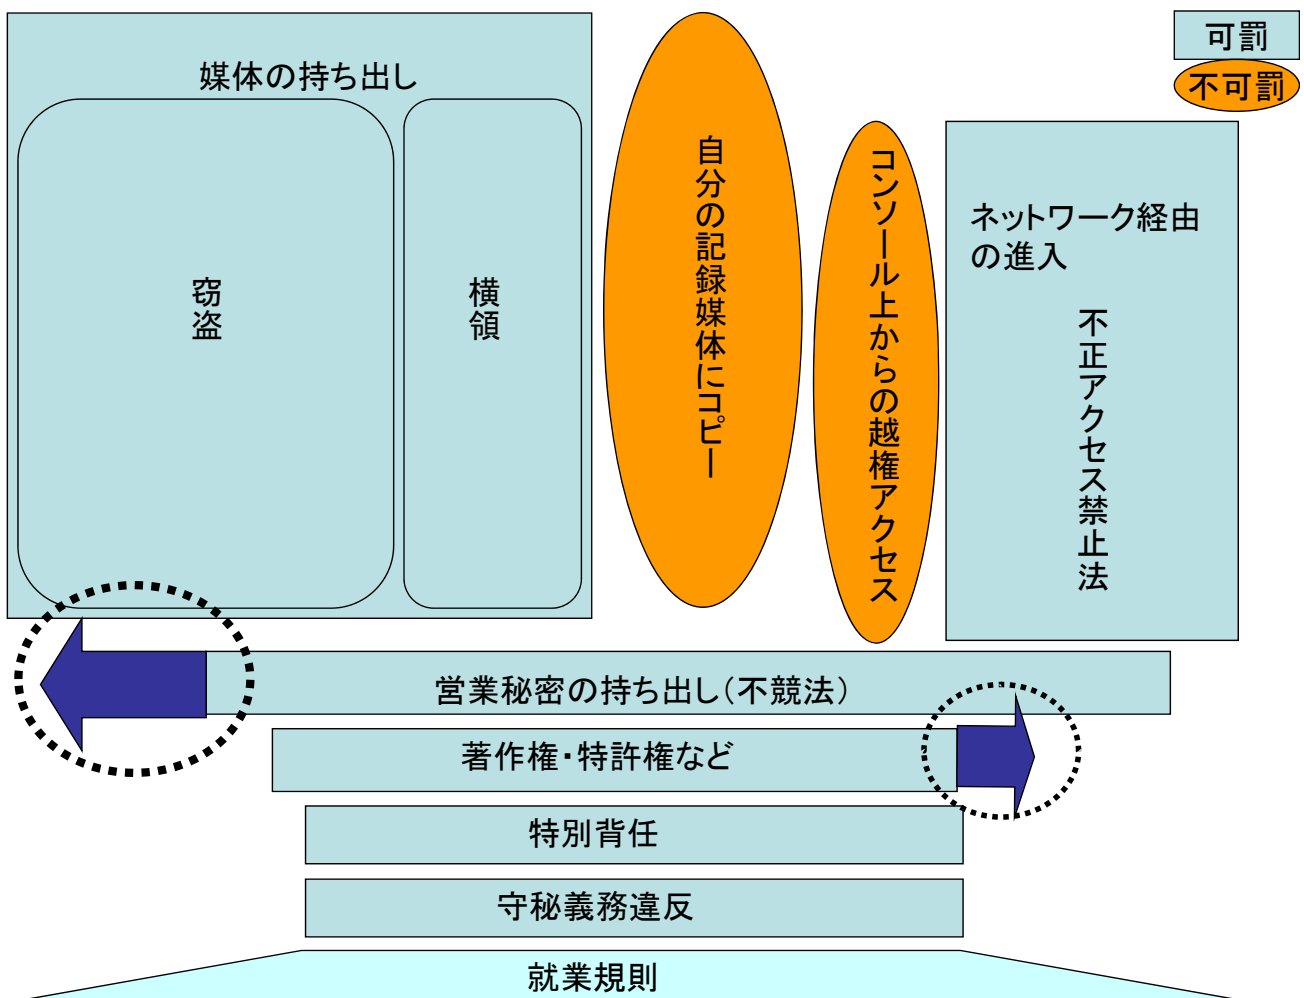 可罰
不可罰
媒体の持ち出し
窃盗
横領
自分の記録媒体にコピー
コンソール上からの越権アクセス
ネットワーク経由
の進入
不正アクセス禁止法
営業秘密の持ち出し(不競法)
著作権・特許権など
特別背任
守秘義務違反
就業規則